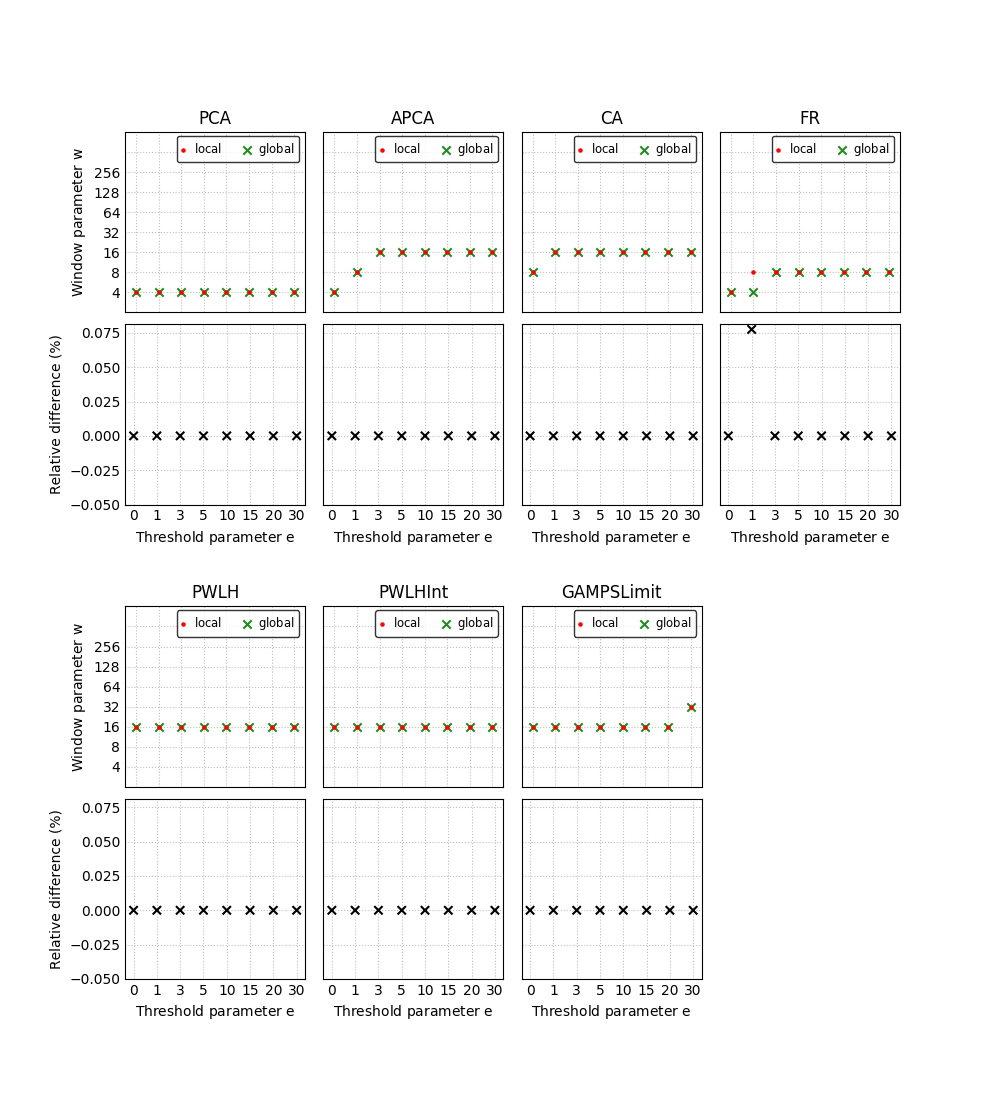 PCA APCA CA FR
local global local global local global local global
Window parameter w
256
128
64
32
16
8
4
Relative difference (%)
0.075
0.050
0.025
0.000
−0.025
−0.050
0 1 3 5 10 15 20 30 0 1 3 5 10 15 20 30 0 1 3 5 10 15 20 30 0 1 3 5 10 15 20 30
Threshold parameter e Threshold parameter e Threshold parameter e Threshold parameter e
PWLH PWLHInt GAMPSLimit
local global local global local global
Window parameter w
256
128
64
32
16
8
4
Relative difference (%)
0.075
0.050
0.025
0.000
−0.025
−0.050
0 1 3 5 10 15 20 30 0 1 3 5 10 15 20 30 0 1 3 5 10 15 20 30
Threshold parameter e Threshold parameter e Threshold parameter e